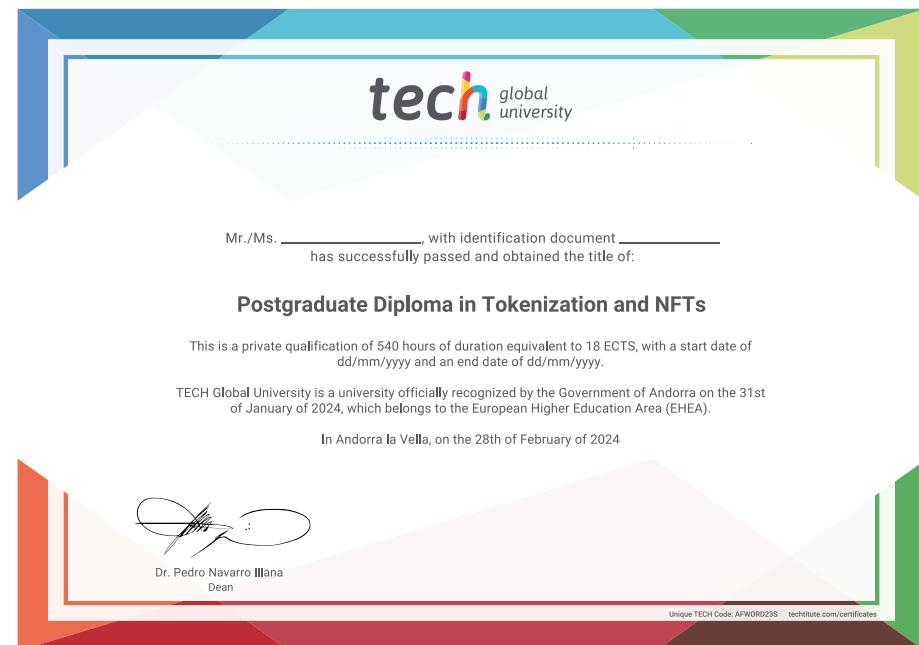 tech global university
Mr./Ms. ____________, with identification document ____________
has successfully passed and obtained the title of:
Postgraduate Diploma in Tokenization and NFTs
This is a private qualification of 540 hours of duration equivalent to 18 ECTS, with a start date of
dd/mm/yyyy and an end date of dd/mm/yyyy.
TECH Global University is a university officially recognized by the Government of Andorra on the 31st
of January of 2024, which belongs to the European Higher Education Area (EHEA).
In Andorra la Vella, on the 28th of February of 2024
Dr. Pedro Navarro Illana
Dean
Unique TECH Code: AFWORD23S techtitute.com/certificates